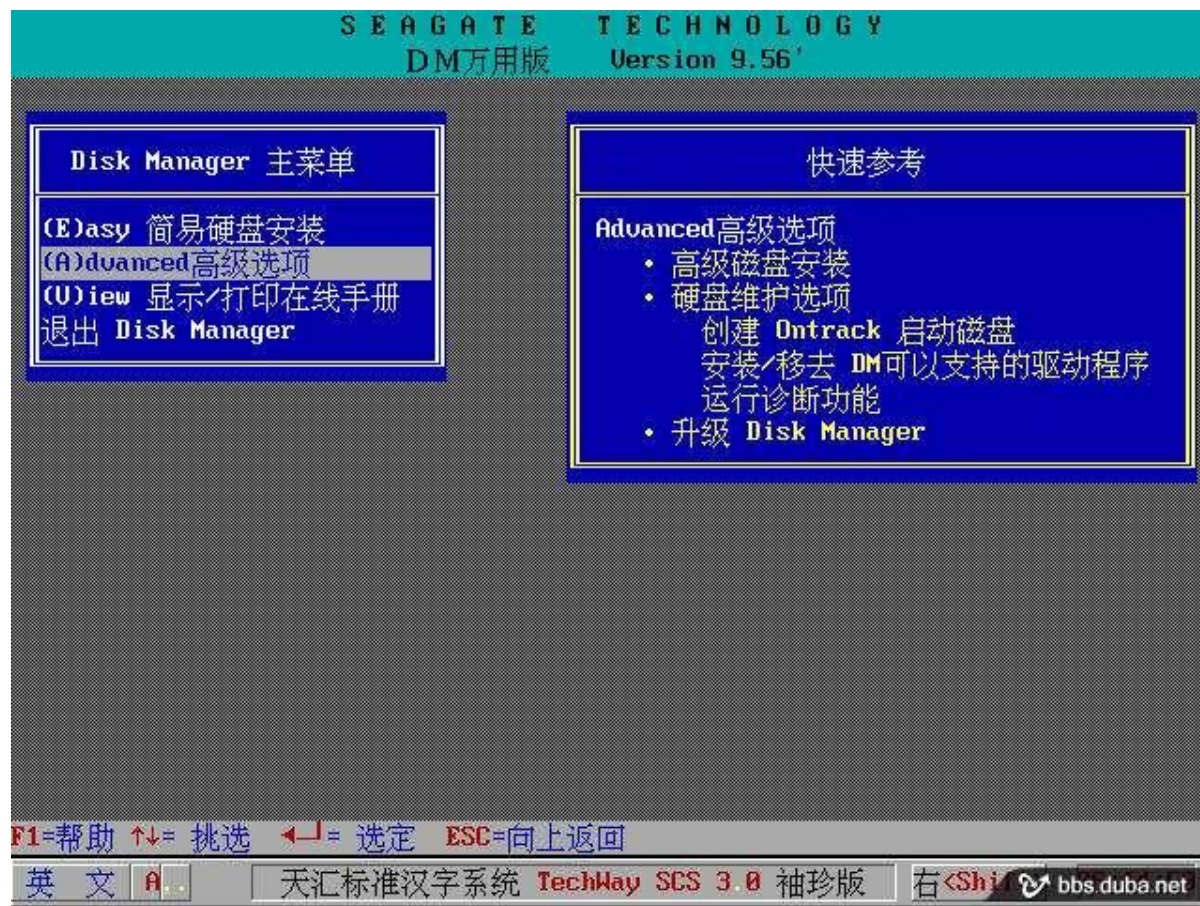 SEAGATE TECHNOLOGY
DM万用版 Version 9.56'
Disk Manager 主菜单
(E)asy 简易硬盘安装
(A)dvanced高级选项
(V)iew 显示/打印在线手册
退出 Disk Manager
快速参考
Advanced高级选项
• 高级磁盘安装
• 硬盘维护选项
创建 Ontrack 启动磁盘
安装/移去 DM可以支持的驱动程序
运行诊断功能
• 升级 Disk Manager
F1=帮助 ↑↓= 挑选 ◄─┘= 选定 ESC=向上返回
英 文 A.. 天汇标准汉字系统 TechWay SCS 3.0 袖珍版 右<Shi
bbs.duba.net